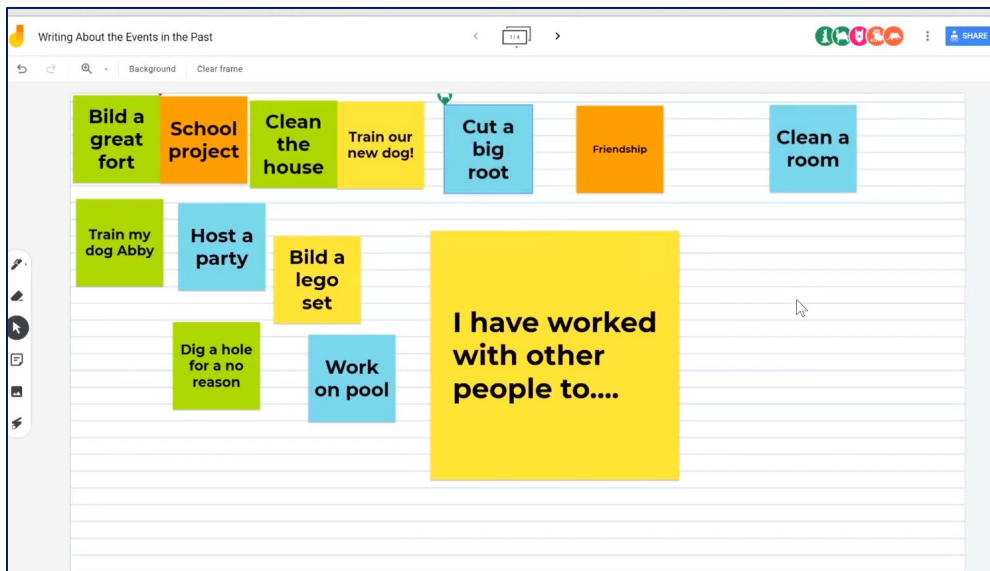 Writing About the Events in the Past
1/4
SHARE
Background
Clear frame
Bild a
great
fort
School
project
Clean
the
house
Train our
new dog!
Cut a
big
root
Friendship
Clean a
room
Train my
dog Abby
Host a
party
Bild a
lego
set
Dig a hole
for a no
reason
Work
on pool
I have worked
with other
people to....